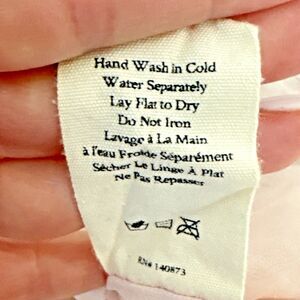 Hand Wash in Cold
Water Separately
Lay Flat to Dry
Do Not Iron
Lavage à La Main
à l'eau Froide Séparément
Sécher Le Linge À Plat
Ne Pas Repasser
RN# 140873